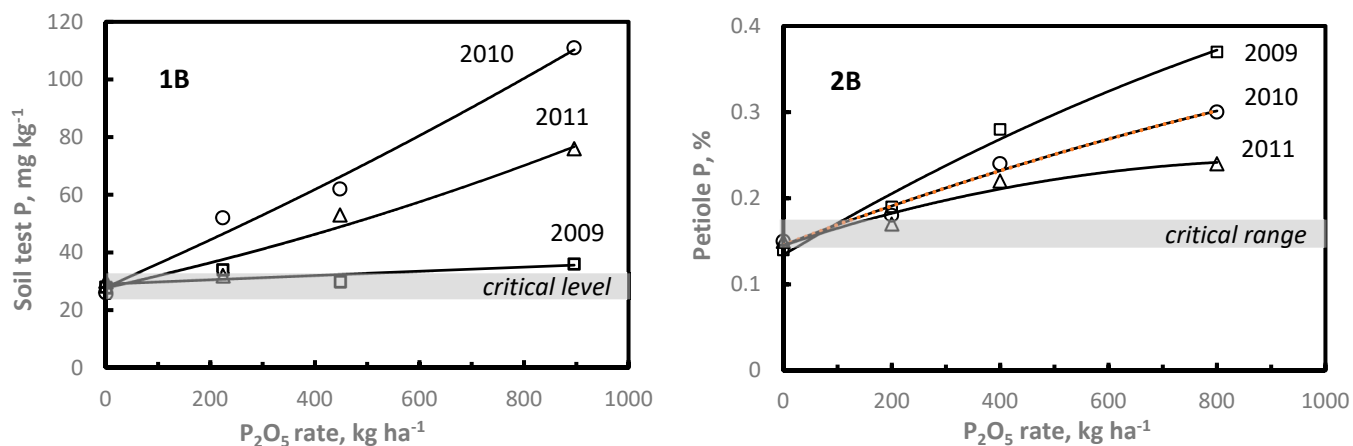 120
100
80
60
40
20
0
Soil test P, mg kg⁻¹
1B
2010
2011
2009
critical level
0 200 400 600 800 1000
P₂O₅ rate, kg ha⁻¹
0.4
0.3
0.2
0.1
0
Petiole P, %
2B
2009
2010
2011
critical range
0 200 400 600 800 1000
P₂O₅ rate, kg ha⁻¹